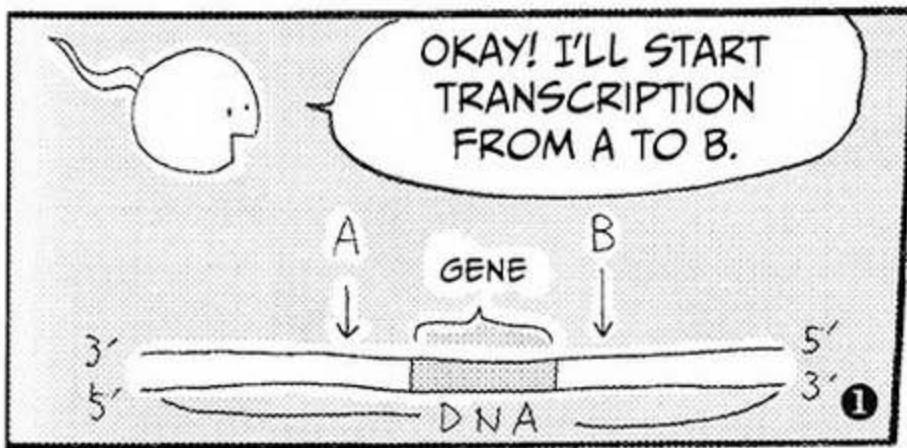 OKAY! I'LL START
TRANSCRIPTION
FROM A TO B.
A
B
GENE
3′
5′
5′
3′
DNA
1